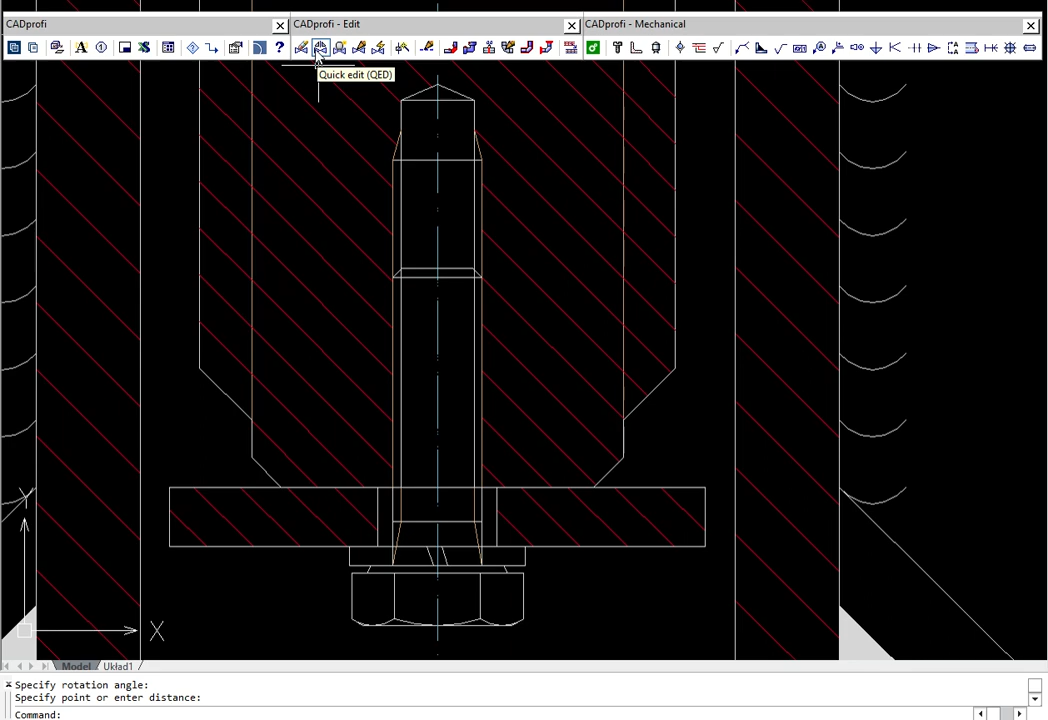 CADprofi
CADprofi - Edit
CADprofi - Mechanical
Quick edit (QED)
Y
X
Model
Układ1
Specify rotation angle:
Specify point or enter distance:
Command: